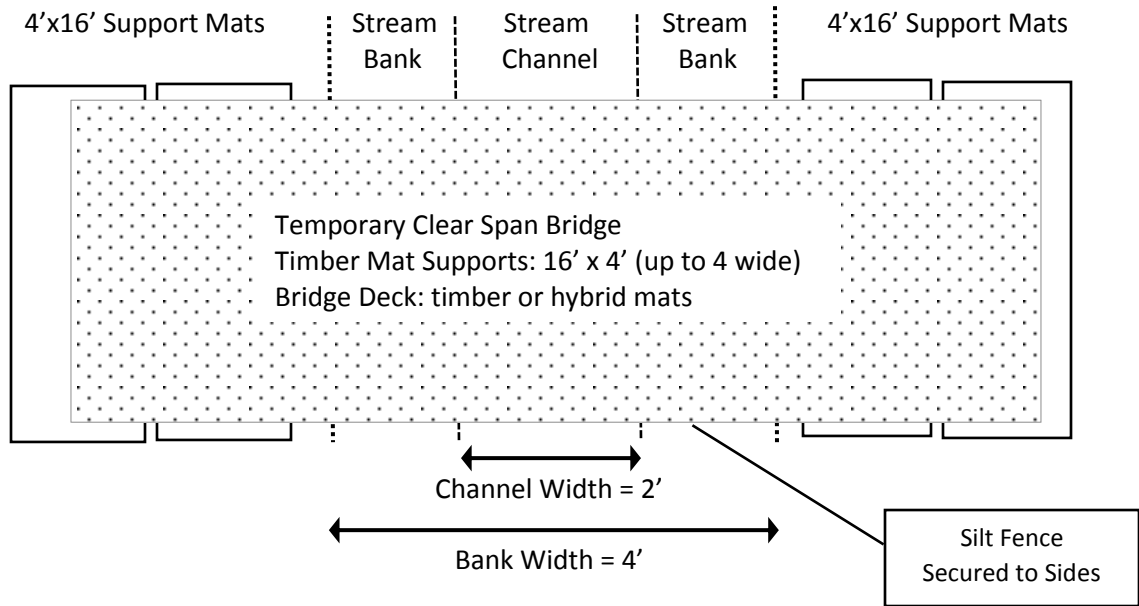 4’x16’ Support Mats
Stream
Bank
Stream
Channel
Stream
Bank
4’x16’ Support Mats
Temporary Clear Span Bridge
Timber Mat Supports: 16’ x 4’ (up to 4 wide)
Bridge Deck: timber or hybrid mats
Channel Width = 2’
Bank Width = 4’
Silt Fence
Secured to Sides